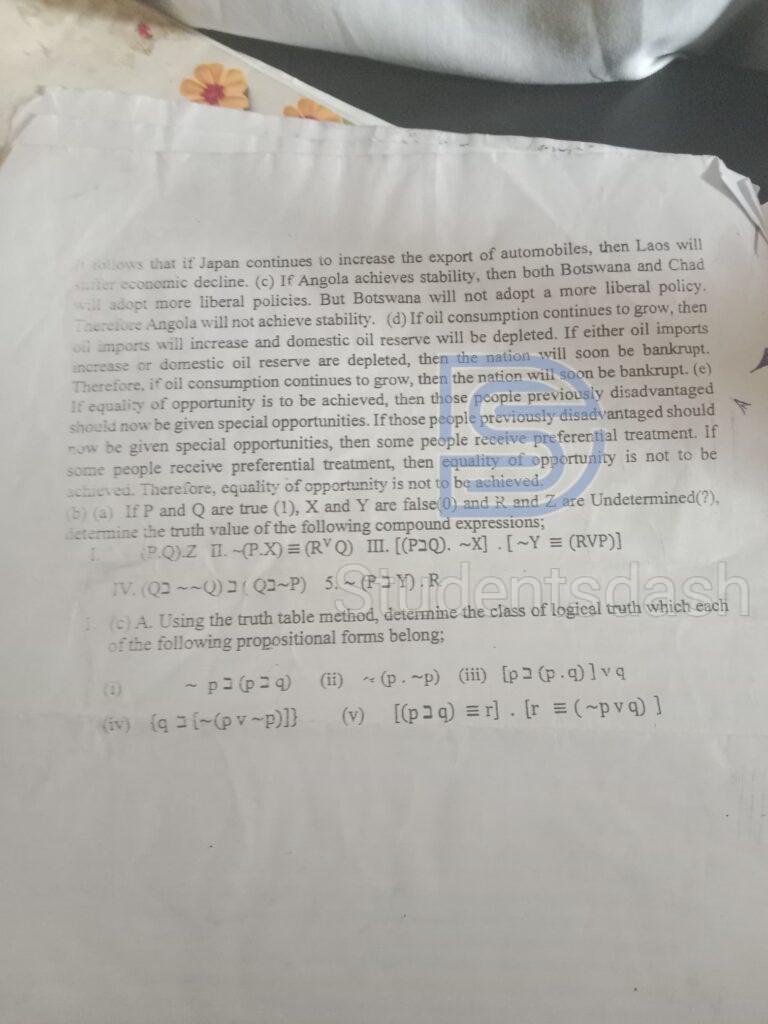 it follows that if Japan continues to increase the export of automobiles, then Laos will
suffer economic decline. (c) If Angola achieves stability, then both Botswana and Chad
will adopt more liberal policies. But Botswana will not adopt a more liberal policy.
Therefore Angola will not achieve stability. (d) If oil consumption continues to grow, then
oil imports will increase and domestic oil reserve will be depleted. If either oil imports
increase or domestic oil reserve are depleted, then the nation will soon be bankrupt.
Therefore, if oil consumption continues to grow, then the nation will soon be bankrupt. (e)
If equality of opportunity is to be achieved, then those people previously disadvantaged
should now be given special opportunities. If those people previously disadvantaged should
now be given special opportunities, then some people receive preferential treatment. If
some people receive preferential treatment, then equality of opportunity is not to be
achieved. Therefore, equality of opportunity is not to be achieved.
(b) (a) If P and Q are true (1), X and Y are false(0) and R and Z are Undetermined(?),
determine the truth value of the following compound expressions;
I. (P.Q).Z II. ~(P.X) ≡ (RVQ) III. [(P⊐Q). ~X] . [~Y ≡ (RVP)]
IV. (Q⊐ ~~Q) ⊐ ( Q⊐~P) 5. ~ (P ⊐ Y) . R
Studentsdash
(c) A. Using the truth table method, determine the class of logical truth which each
of the following propositional forms belong;
(i) ~ p ⊐ (p ⊐ q) (ii) ~ (p . ~p) (iii) [p ⊐ (p . q) ] v q
(iv) {q ⊐ [~(p v ~p)]} (v) [(p ⊐ q) ≡ r] . [r ≡ ( ~p v q) ]